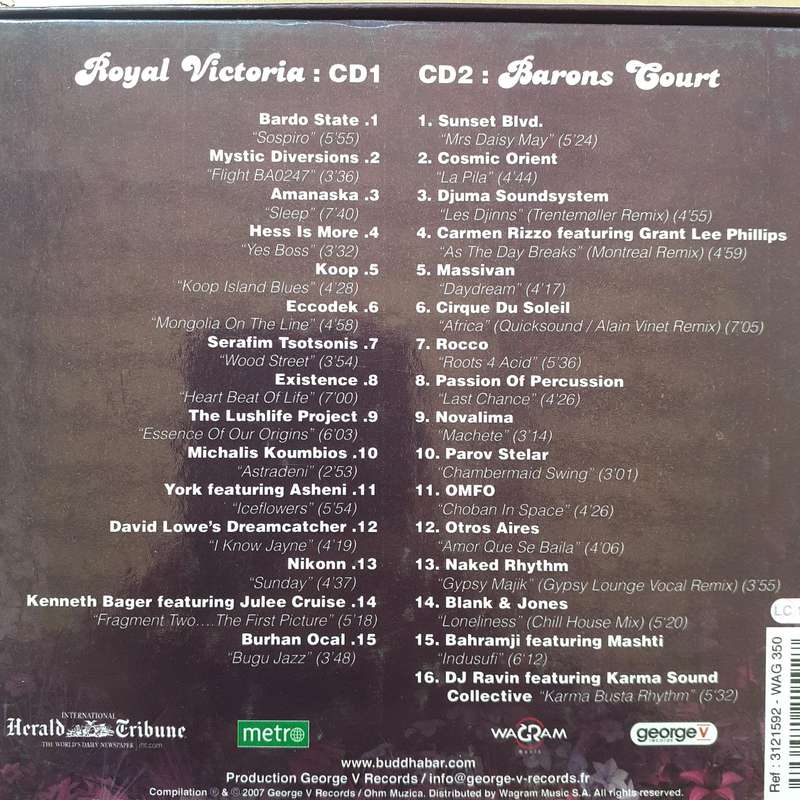 Royal Victoria : CD1
Bardo State .1
"Sospiro" (5'55)
Mystic Diversions .2
"Flight BA0247" (3'36)
Amanaska .3
"Sleep" (7'40)
Hess Is More .4
"Yes Boss" (3'32)
Koop .5
"Koop Island Blues" (4'28)
Eccodek .6
"Mongolia On The Line" (4'58)
Serafim Tsotsonis .7
"Wood Street" (3'54)
Existence .8
"Heart Beat Of Life" (7'00)
The Lushlife Project .9
"Essence Of Our Origins" (6'03)
Michalis Koumbios .10
"Astradeni" (2'53)
York featuring Asheni .11
"Iceflowers" (5'54)
David Lowe's Dreamcatcher .12
"I Know Jayne" (4'19)
Nikonn .13
"Sunday" (4'37)
Kenneth Bager featuring Julee Cruise .14
"Fragment Two....The First Picture" (5'18)
Burhan Ocal .15
"Bugu Jazz" (3'48)
CD2 : Barons Court
1. Sunset Blvd.
"Mrs Daisy May" (5'24)
2. Cosmic Orient
"La Pila" (4'44)
3. Djuma Soundsystem
"Les Djinns" (Trentemøller Remix) (4'55)
4. Carmen Rizzo featuring Grant Lee Phillips
"As The Day Breaks" (Montreal Remix) (4'59)
5. Massivan
"Daydream" (4'17)
6. Cirque Du Soleil
"Africa" (Quicksound / Alain Vinet Remix) (7'05)
7. Rocco
"Roots 4 Acid" (5'36)
8. Passion Of Percussion
"Last Chance" (4'26)
9. Novalima
"Machete" (3'14)
10. Parov Stelar
"Chambermaid Swing" (3'01)
11. OMFO
"Choban In Space" (4'26)
12. Otros Aires
"Amor Que Se Baila" (4'06)
13. Naked Rhythm
"Gypsy Majik" (Gypsy Lounge Vocal Remix) (3'55)
14. Blank & Jones
"Loneliness" (Chill House Mix) (5'20)
15. Bahramji featuring Mashti
"Indusufi" (6'12)
16. DJ Ravin featuring Karma Sound
Collective "Karma Busta Rhythm" (5'32)
LC
Ref : 3121592 - WAG 350
INTERNATIONAL
Herald Tribune
THE WORLD'S DAILY NEWSPAPER | iht.com
metro
WAGRAM
music
george V
records
www.buddhabar.com
Production George V Records / info@george-v-records.fr
Compilation ℗ & © 2007 George V Records / Ohm Muzica. Distributed by Wagram Music S.A. All rights reserved.